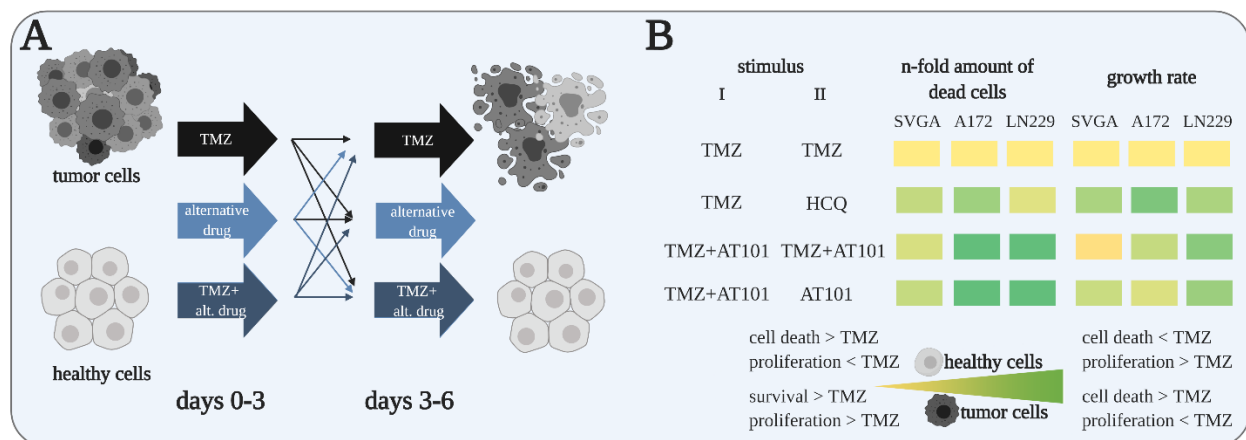 A
tumor cells
healthy cells
TMZ
alternative
drug
TMZ+
alt. drug
TMZ
alternative
drug
TMZ+
alt. drug
days 0-3
days 3-6
B
stimulus
I II
n-fold amount of
dead cells
growth rate
SVGA A172 LN229 SVGA A172 LN229
TMZ TMZ
TMZ HCQ
TMZ+AT101 TMZ+AT101
TMZ+AT101 AT101
cell death > TMZ
proliferation < TMZ
healthy cells
cell death < TMZ
proliferation > TMZ
survival > TMZ
proliferation > TMZ
tumor cells
cell death > TMZ
proliferation < TMZ